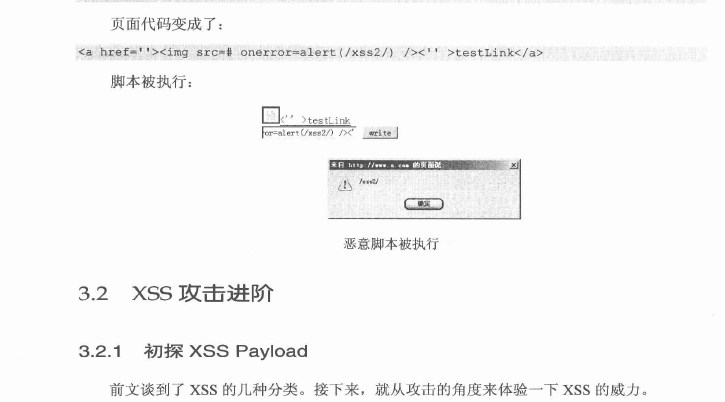 页面代码变成了：
<a href=''><img src=# onerror=alert(/xss2/) /><'' >testLink</a>
脚本被执行：
<'' >testLink
or=alert(/xss2/) /><' write
来自 http://www.a.com 的页面说： ×
/xss2/
确定
恶意脚本被执行
3.2 XSS 攻击进阶
3.2.1 初探 XSS Payload
前文谈到了 XSS 的几种分类。接下来，就从攻击的角度来体验一下 XSS 的威力。